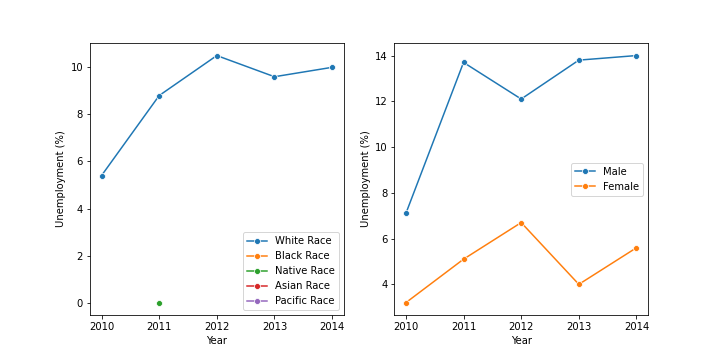 Unemployment (%)
10
8
6
4
2
0
2010 2011 2012 2013 2014
Year
White Race
Black Race
Native Race
Asian Race
Pacific Race
Unemployment (%)
14
12
10
8
6
4
2010 2011 2012 2013 2014
Year
Male
Female